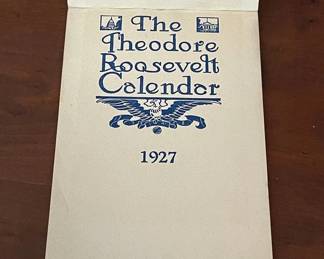 The
Theodore
Roosevelt
Calendar
1927